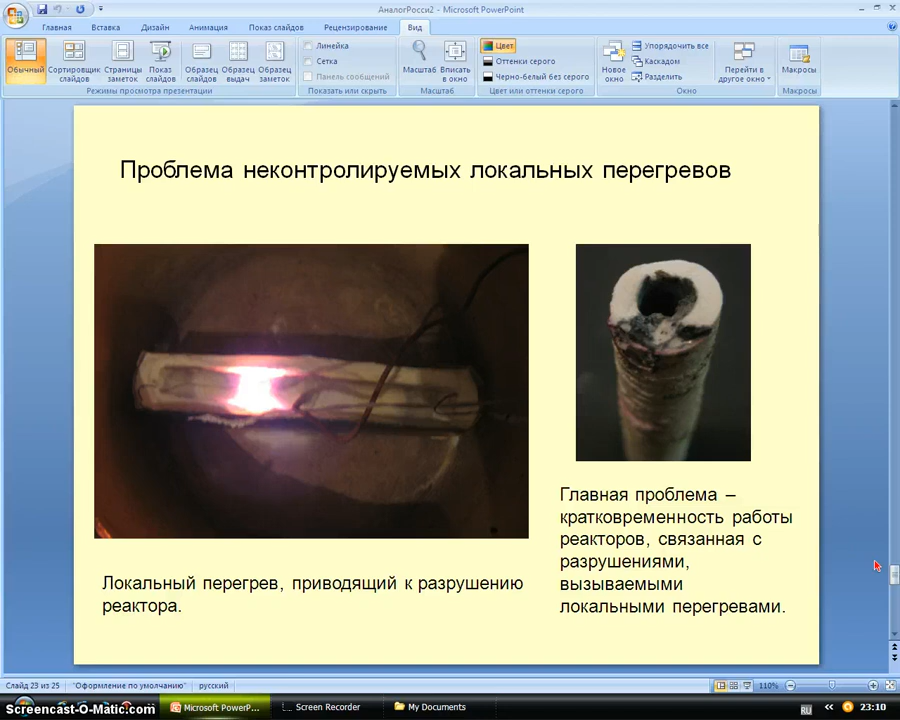 АналогРосси2 - Microsoft PowerPoint
Главная Вставка Дизайн Анимация Показ слайдов Рецензирование Вид
Обычный
Сортировщик слайдов
Страницы заметок
Показ слайдов
Образец слайдов
Образец выдач
Образец заметок
Режимы просмотра презентации
Линейка
Сетка
Панель сообщений
Показать или скрыть
Масштаб
Вписать в окно
Масштаб
Цвет
Оттенки серого
Черно-белый без серого
Цвет или оттенки серого
Новое окно
Упорядочить все
Каскадом
Разделить
Перейти в другое окно
Окно
Макросы
Макросы
Проблема неконтролируемых локальных перегревов
Локальный перегрев, приводящий к разрушению
реактора.
Главная проблема –
кратковременность работы
реакторов, связанная с
разрушениями,
вызываемыми
локальными перегревами.
Слайд 23 из 25 "Оформление по умолчанию" русский 110%
Screencast-O-Matic.com Microsoft PowerP... Screen Recorder My Documents RU 23:10